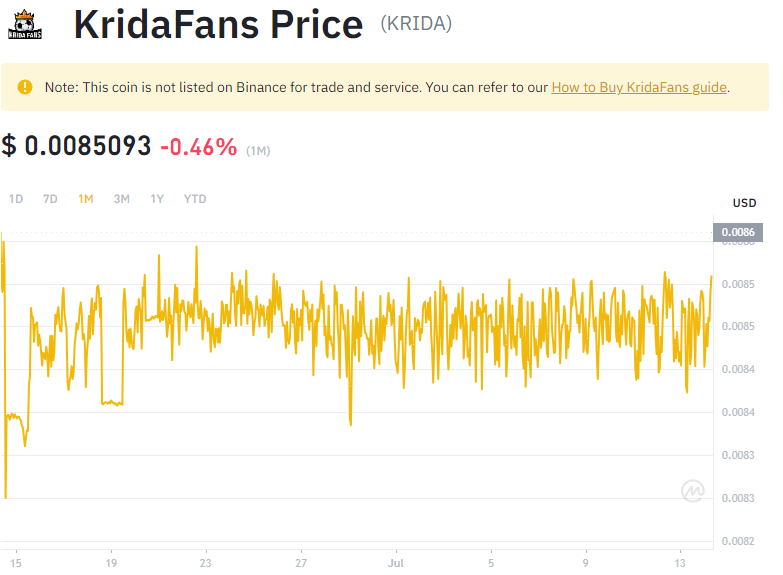 KridaFans Price (KRIDA)
KRIDA FANS
Note: This coin is not listed on Binance for trade and service. You can refer to our How to Buy KridaFans guide.
$ 0.0085093 -0.46% (1M)
1D 7D 1M 3M 1Y YTD
USD
0.0086
0.0085
0.0085
0.0084
0.0084
0.0083
0.0083
0.0082
15 19 23 27 Jul 5 9 13